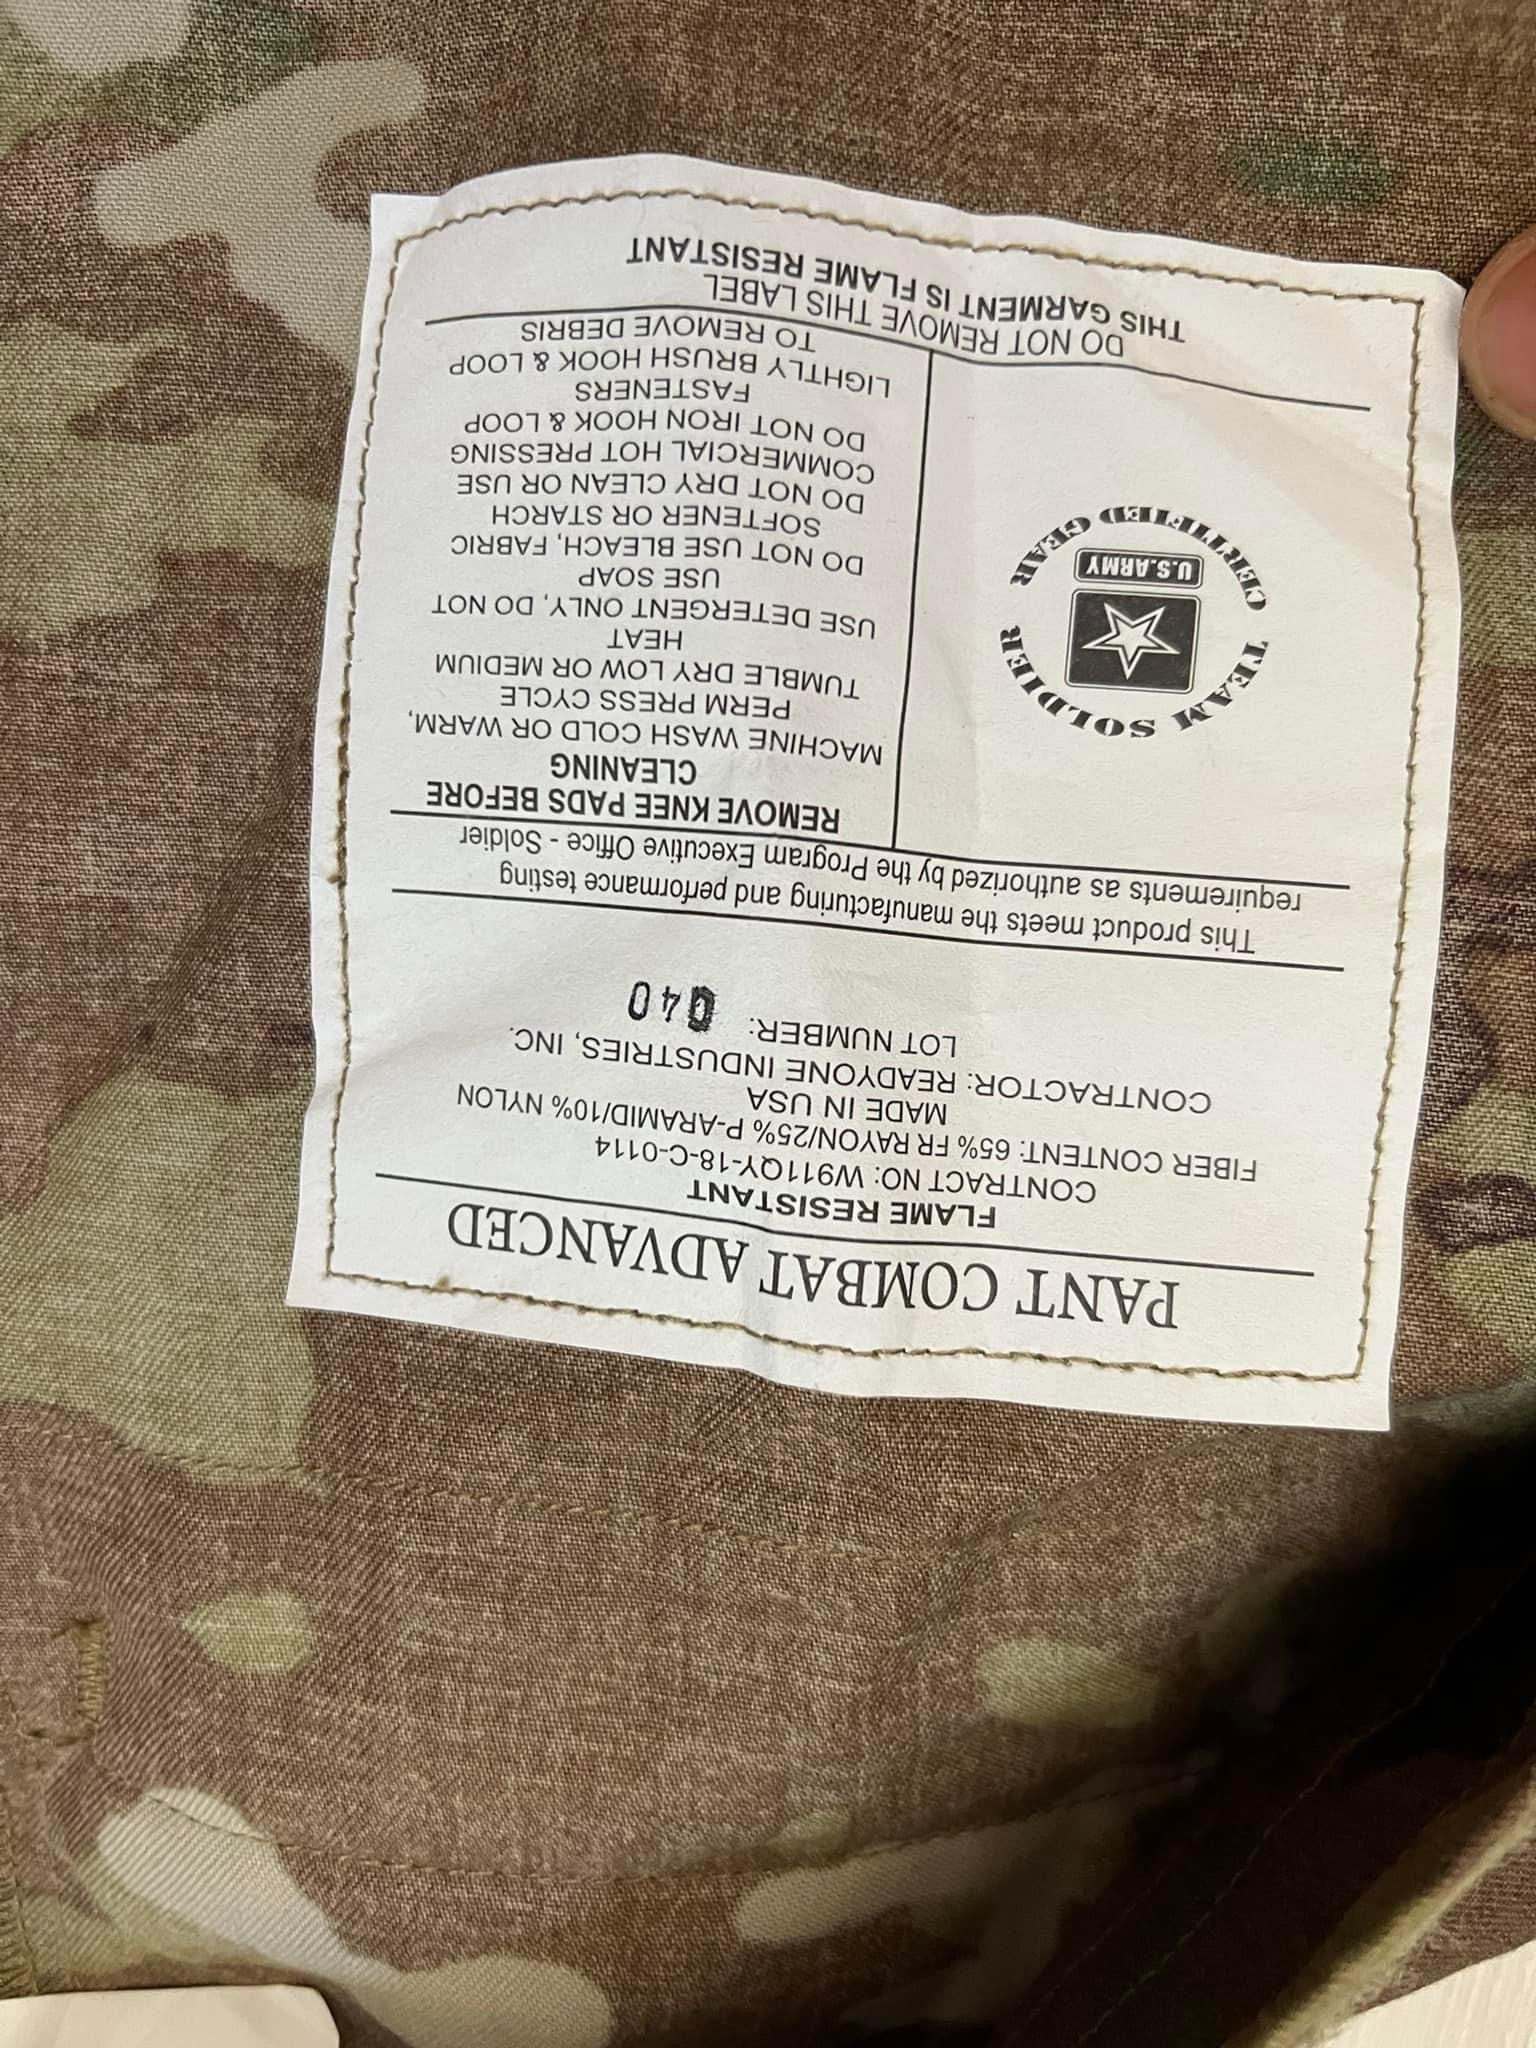 PANT COMBAT ADVANCED
FLAME RESISTANT
CONTRACT NO: W911QY-18-C-0114
FIBER CONTENT: 65% FR RAYON/25% P-ARAMID/10% NYLON
MADE IN USA
CONTRACTOR: READYONE INDUSTRIES, INC.
LOT NUMBER: 040
This product meets the manufacturing and performance testing
requirements as authorized by the Program Executive Office - Soldier
TEAM SOLDIER
U.S.ARMY
CERTIFIED GEAR
REMOVE KNEE PADS BEFORE
CLEANING
MACHINE WASH COLD OR WARM,
PERM PRESS CYCLE
TUMBLE DRY LOW OR MEDIUM
HEAT
USE DETERGENT ONLY, DO NOT
USE SOAP
DO NOT USE BLEACH, FABRIC
SOFTENER OR STARCH
DO NOT DRY CLEAN OR USE
COMMERCIAL HOT PRESSING
DO NOT IRON HOOK & LOOP
FASTENERS
LIGHTLY BRUSH HOOK & LOOP
TO REMOVE DEBRIS
DO NOT REMOVE THIS LABEL
THIS GARMENT IS FLAME RESISTANT